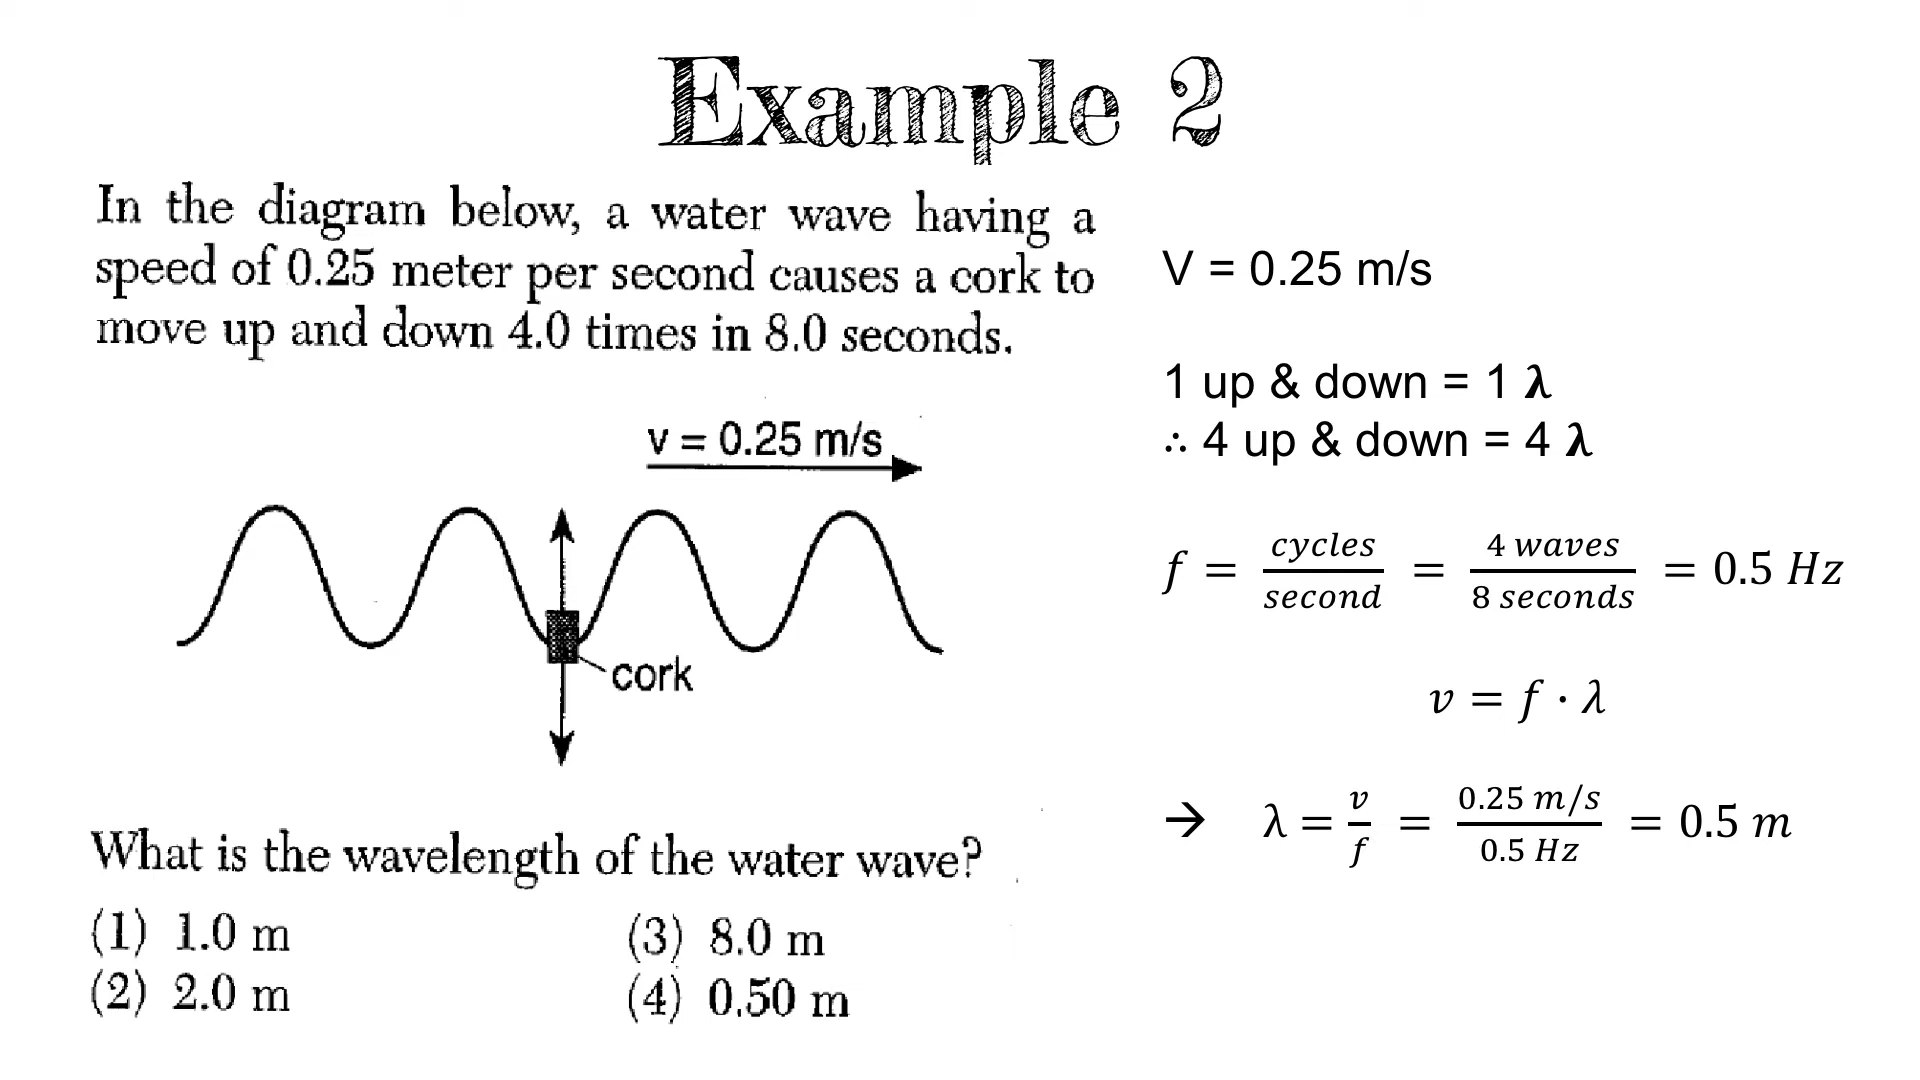 Example 2
In the diagram below, a water wave having a
speed of 0.25 meter per second causes a cork to
move up and down 4.0 times in 8.0 seconds.
v = 0.25 m/s
cork
What is the wavelength of the water wave?
(1) 1.0 m
(2) 2.0 m
(3) 8.0 m
(4) 0.50 m
V = 0.25 m/s
1 up & down = 1 λ
∴ 4 up & down = 4 λ
f = cycles/second = 4 waves/8 seconds = 0.5 Hz
v = f · λ
→ λ = v/f = 0.25 m/s / 0.5 Hz = 0.5 m